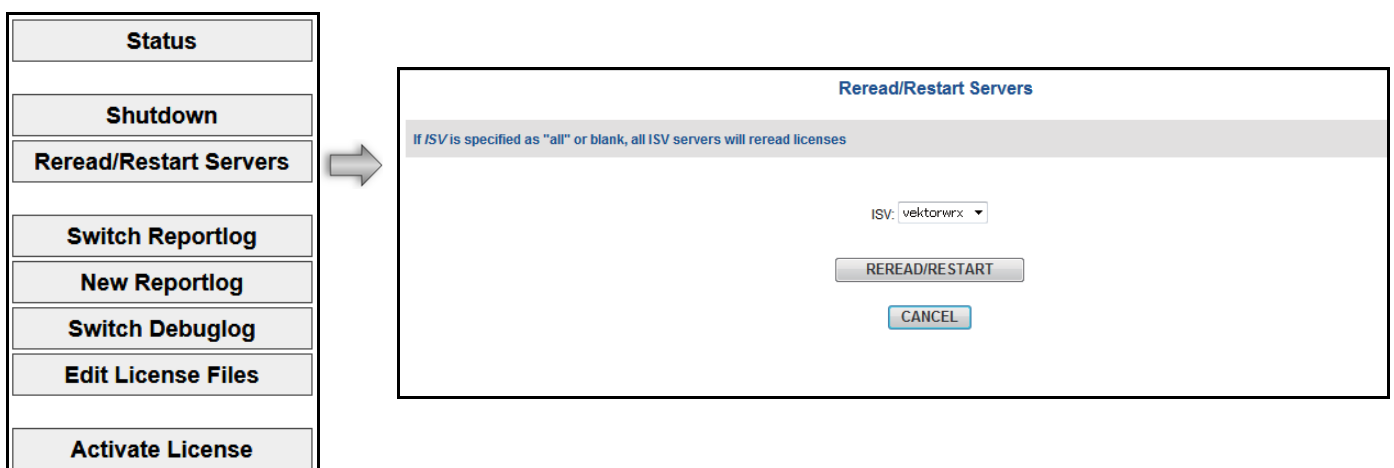 Status
Shutdown
Reread/Restart Servers
Switch Reportlog
New Reportlog
Switch Debuglog
Edit License Files
Activate License
Reread/Restart Servers
If ISV is specified as "all" or blank, all ISV servers will reread licenses
ISV: vektorwrx
REREAD/RESTART
CANCEL